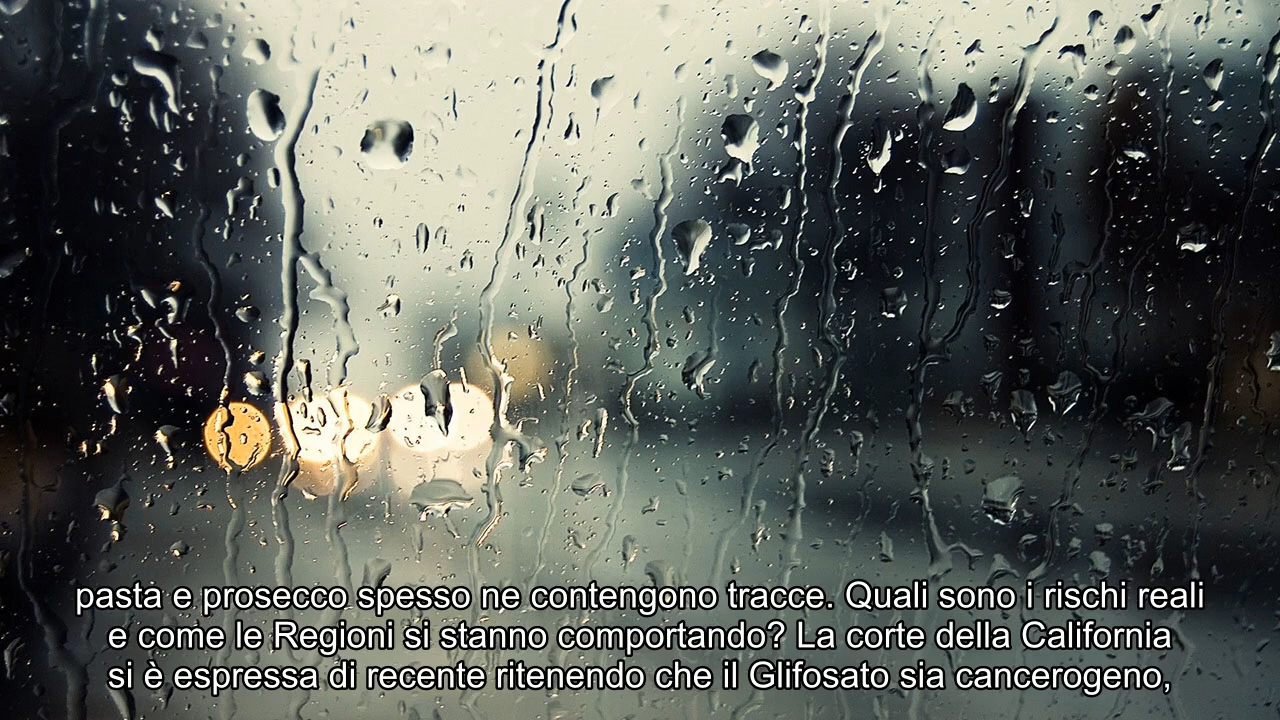 pasta e prosecco spesso ne contengono tracce. Quali sono i rischi reali
e come le Regioni si stanno comportando? La corte della California
si è espressa di recente ritenendo che il Glifosato sia cancerogeno,